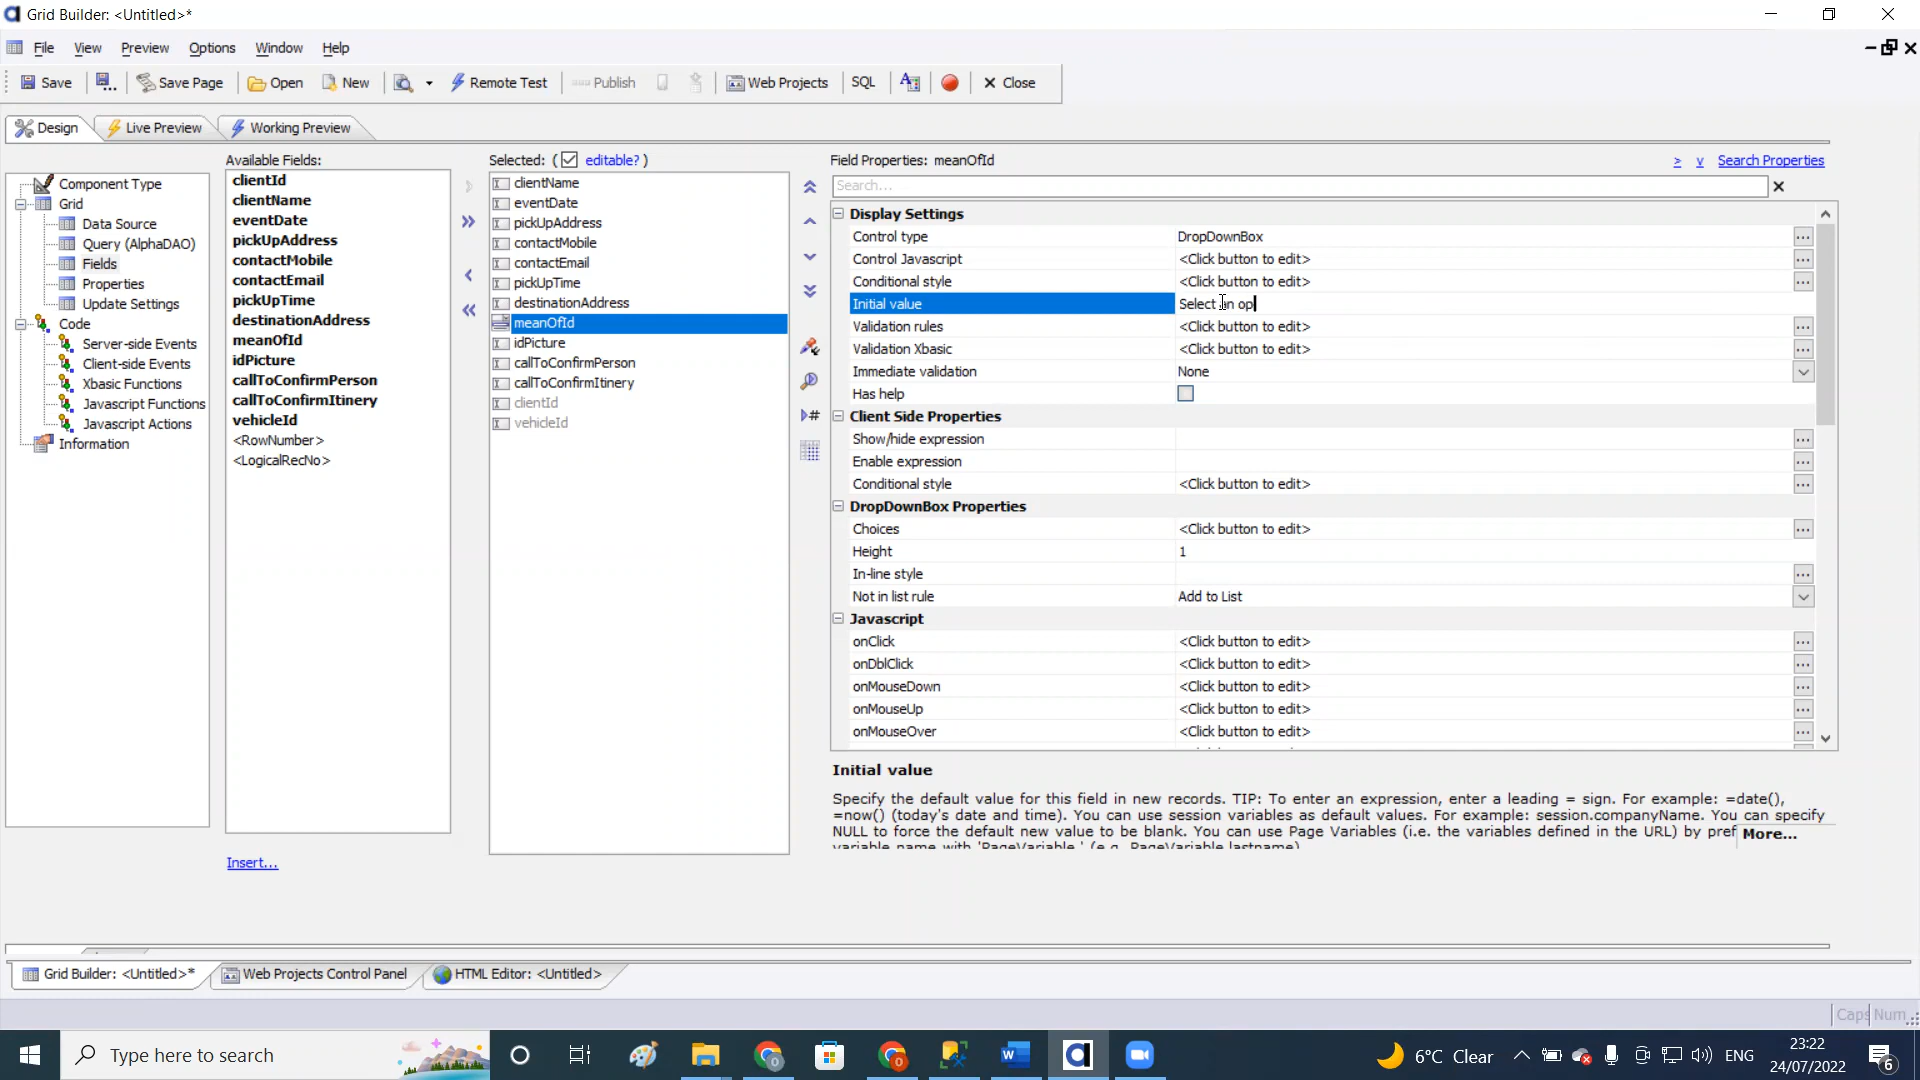 Grid Builder: <Untitled>*
File View Preview Options Window Help
Save Save Page Open New Remote Test Publish Web Projects SQL Close
Design Live Preview Working Preview
Available Fields:
Selected: ( editable? )
Field Properties: meanOfId
> v Search Properties
Component Type
Grid
Data Source
Query (AlphaDAO)
Fields
Properties
Update Settings
Code
Server-side Events
Client-side Events
Xbasic Functions
Javascript Functions
Javascript Actions
Information
clientId
clientName
eventDate
pickUpAddress
contactMobile
contactEmail
pickUpTime
destinationAddress
meanOfId
idPicture
callToConfirmPerson
callToConfirmItinery
vehicleId
<RowNumber>
<LogicalRecNo>
Insert...
clientName
eventDate
pickUpAddress
contactMobile
contactEmail
pickUpTime
destinationAddress
meanOfId
idPicture
callToConfirmPerson
callToConfirmItinery
clientId
vehicleId
Search...
Display Settings
Control type DropDownBox
Control Javascript <Click button to edit>
Conditional style <Click button to edit>
Initial value Select an op
Validation rules <Click button to edit>
Validation Xbasic <Click button to edit>
Immediate validation None
Has help
Client Side Properties
Show/hide expression
Enable expression
Conditional style <Click button to edit>
DropDownBox Properties
Choices <Click button to edit>
Height 1
In-line style
Not in list rule Add to List
Javascript
onClick <Click button to edit>
onDblClick <Click button to edit>
onMouseDown <Click button to edit>
onMouseUp <Click button to edit>
onMouseOver <Click button to edit>
Initial value
Specify the default value for this field in new records. TIP: To enter an expression, enter a leading = sign. For example: =date(),
=now() (today's date and time). You can use session variables as default values. For example: session.companyName. You can specify
NULL to force the default new value to be blank. You can use Page Variables (i.e. the variables defined in the URL) by pref More...
variable name with 'PageVariable.' (e.g. PageVariable.lastname)
Grid Builder: <Untitled>* Web Projects Control Panel HTML Editor: <Untitled>
Caps Num
Type here to search
6°C Clear ENG 23:22
24/07/2022
6